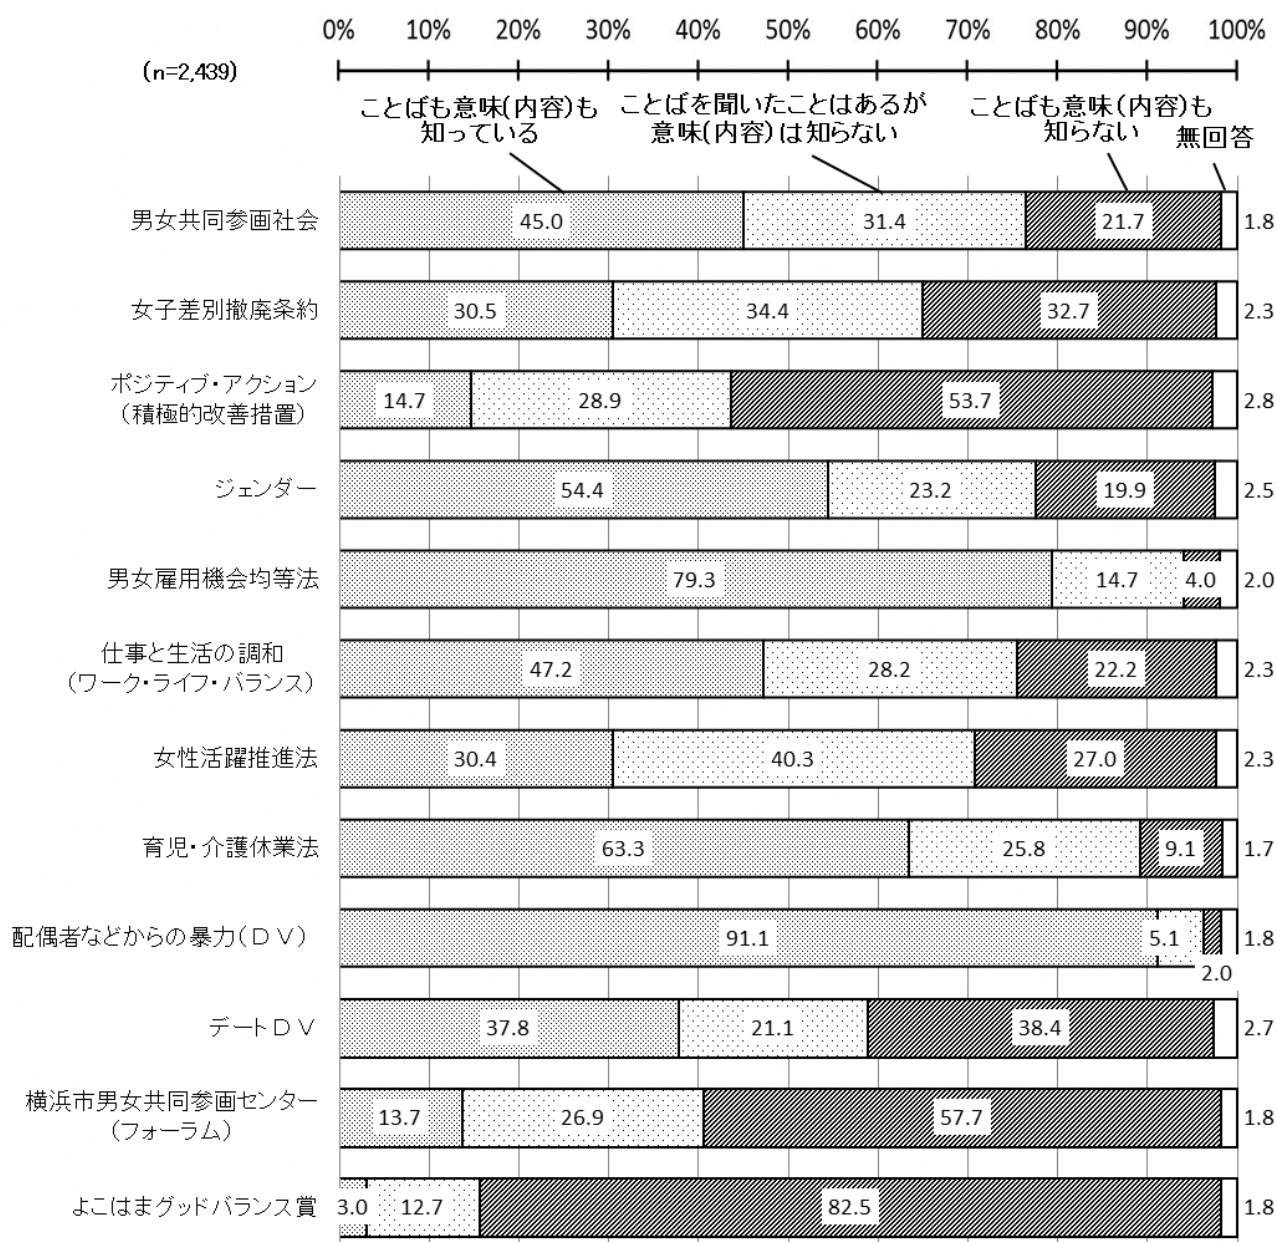 0% 10% 20% 30% 40% 50% 60% 70% 80% 90% 100%
(n=2,439)
ことばも意味(内容)も
知っている
ことばを聞いたことはあるが
意味(内容)は知らない
ことばも意味(内容)も
知らない
無回答
男女共同参画社会 45.0 31.4 21.7 1.8
女子差別撤廃条約 30.5 34.4 32.7 2.3
ポジティブ・アクション
(積極的改善措置)
14.7 28.9 53.7 2.8
ジェンダー 54.4 23.2 19.9 2.5
男女雇用機会均等法 79.3 14.7 4.0 2.0
仕事と生活の調和
(ワーク・ライフ・バランス)
47.2 28.2 22.2 2.3
女性活躍推進法 30.4 40.3 27.0 2.3
育児・介護休業法 63.3 25.8 9.1 1.7
配偶者などからの暴力(DV) 91.1 5.1 2.0 1.8
デートDV 37.8 21.1 38.4 2.7
横浜市男女共同参画センター
(フォーラム)
13.7 26.9 57.7 1.8
よこはまグッドバランス賞 3.0 12.7 82.5 1.8